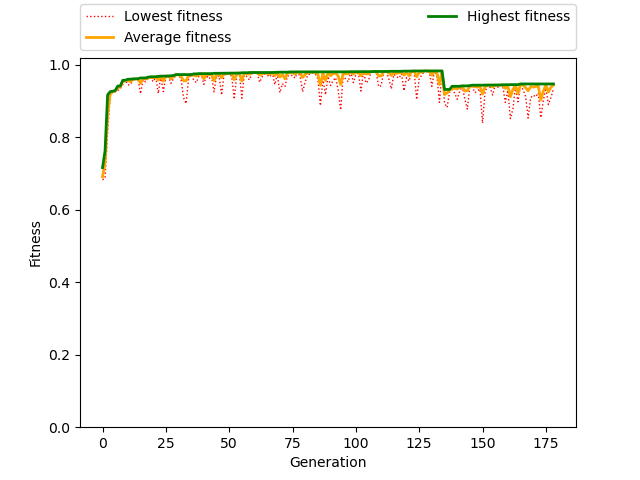 Lowest fitness
Average fitness
Highest fitness
1.0
0.8
0.6
0.4
0.2
0.0
Fitness
0 25 50 75 100 125 150 175
Generation